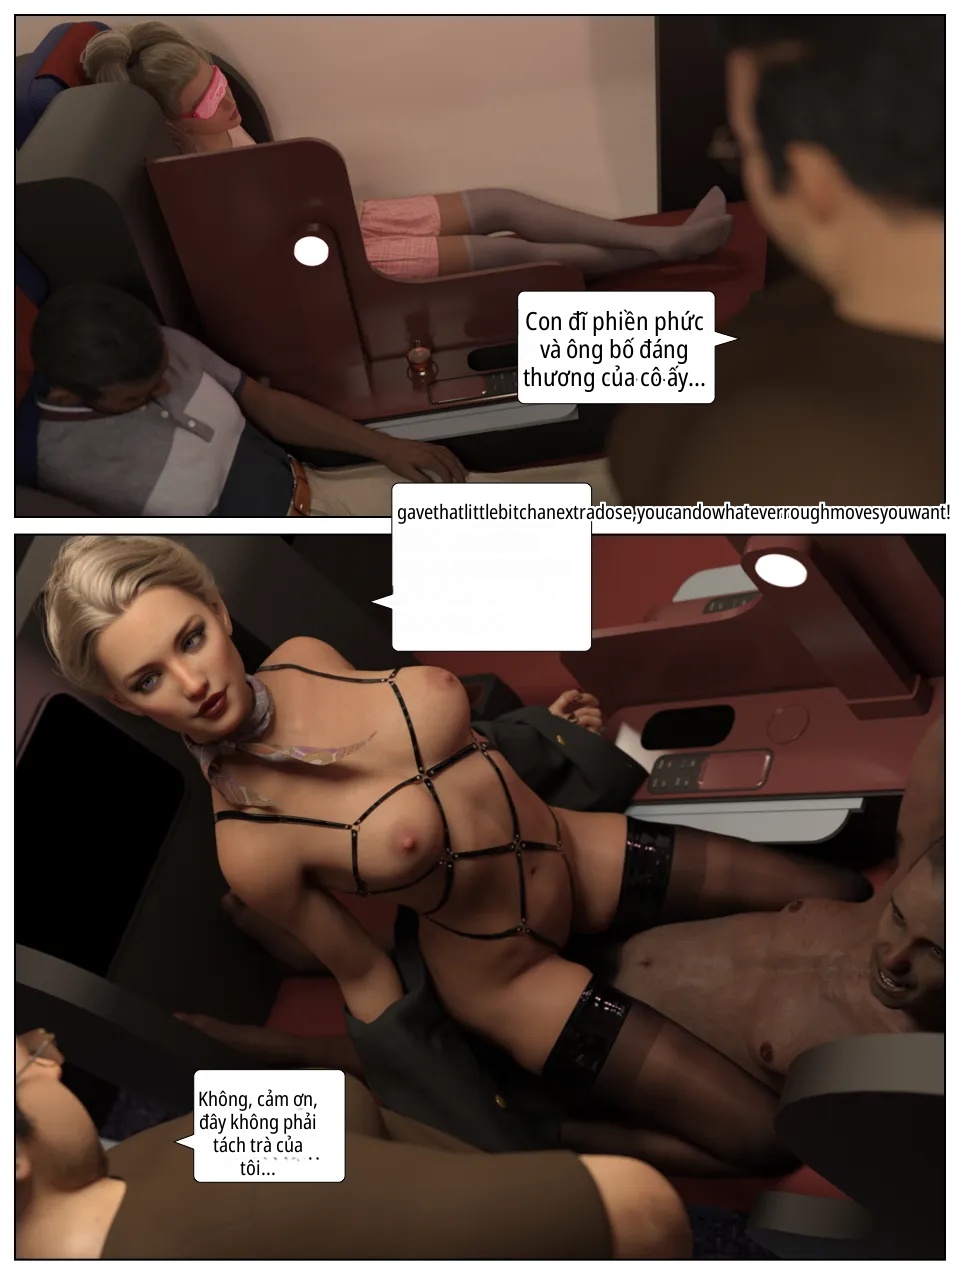 Con đĩ phiền phức
và ông bố đáng
thương của cô ấy...
gavethatlittlebitchanextradose,youcandowhateverroughmovesyouwant!
Không, cảm ơn,
đây không phải
tách trà của
tôi...